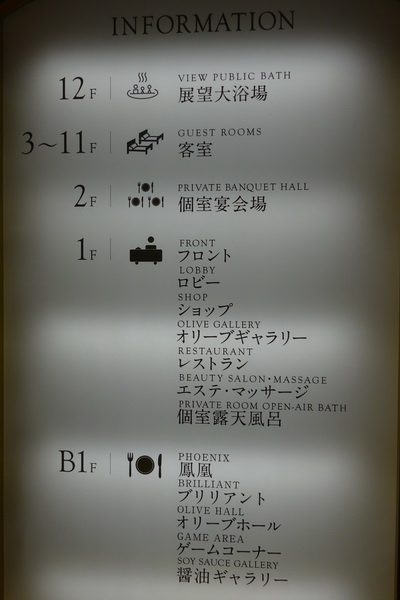 INFORMATION
12F
VIEW PUBLIC BATH
展望大浴場
3〜11F
GUEST ROOMS
客室
2F
PRIVATE BANQUET HALL
個室宴会場
1F
FRONT
フロント
LOBBY
ロビー
SHOP
ショップ
OLIVE GALLERY
オリーブギャラリー
RESTAURANT
レストラン
BEAUTY SALON・MASSAGE
エステ・マッサージ
PRIVATE ROOM OPEN-AIR BATH
個室露天風呂
B1F
PHOENIX
鳳凰
BRILLIANT
ブリリアント
OLIVE HALL
オリーブホール
GAME AREA
ゲームコーナー
SOY SAUCE GALLERY
醤油ギャラリー